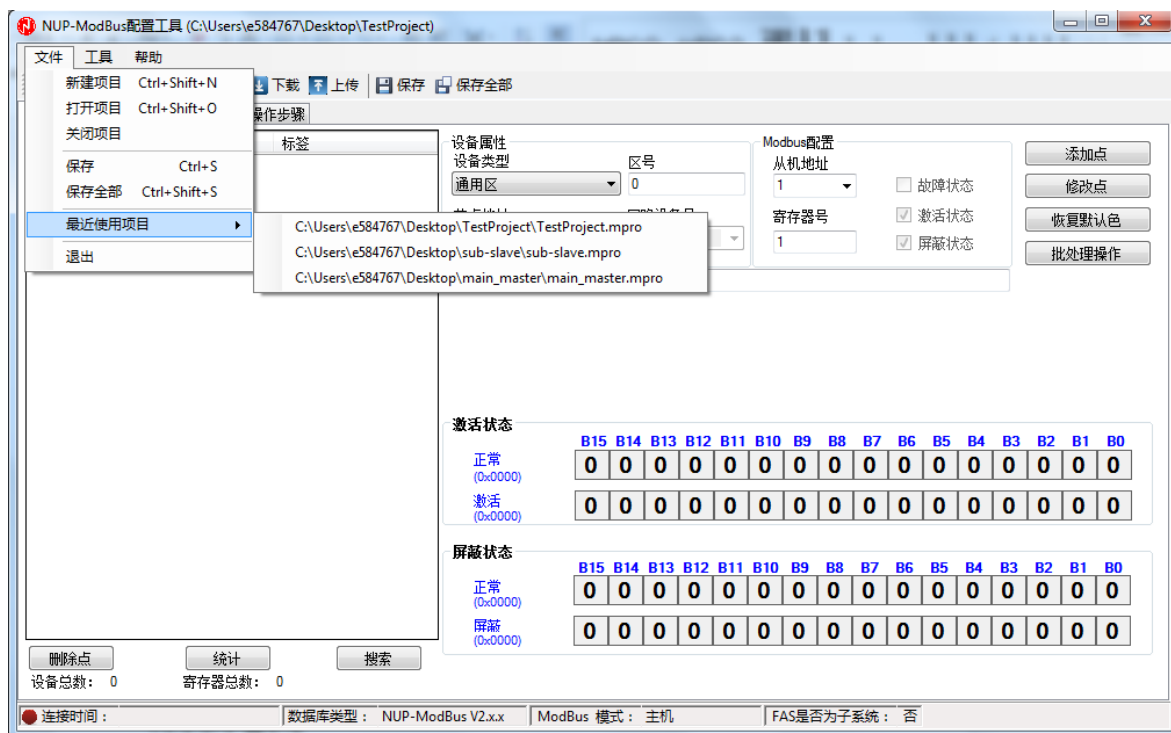 NUP-ModBus配置工具 (C:\Users\e584767\Desktop\TestProject)
文件 工具 帮助
新建项目 Ctrl+Shift+N
打开项目 Ctrl+Shift+O
关闭项目
保存 Ctrl+S
保存全部 Ctrl+Shift+S
最近使用项目
退出
C:\Users\e584767\Desktop\TestProject\TestProject.mpro
C:\Users\e584767\Desktop\sub-slave\sub-slave.mpro
C:\Users\e584767\Desktop\main_master\main_master.mpro
下载 上传 保存 保存全部
操作步骤
标签
设备属性
设备类型 区号
通用区 0
Modbus配置
从机地址
1 故障状态
寄存器号 激活状态
1 屏蔽状态
添加点
修改点
恢复默认色
批处理操作
激活状态
B15 B14 B13 B12 B11 B10 B9 B8 B7 B6 B5 B4 B3 B2 B1 B0
正常 0 0 0 0 0 0 0 0 0 0 0 0 0 0 0 0
(0x0000)
激活 0 0 0 0 0 0 0 0 0 0 0 0 0 0 0 0
(0x0000)
屏蔽状态
B15 B14 B13 B12 B11 B10 B9 B8 B7 B6 B5 B4 B3 B2 B1 B0
正常 0 0 0 0 0 0 0 0 0 0 0 0 0 0 0 0
(0x0000)
屏蔽 0 0 0 0 0 0 0 0 0 0 0 0 0 0 0 0
(0x0000)
删除点 统计 搜索
设备总数： 0 寄存器总数： 0
连接时间： 数据库类型： NUP-ModBus V2.x.x ModBus 模式： 主机 FAS是否为子系统： 否